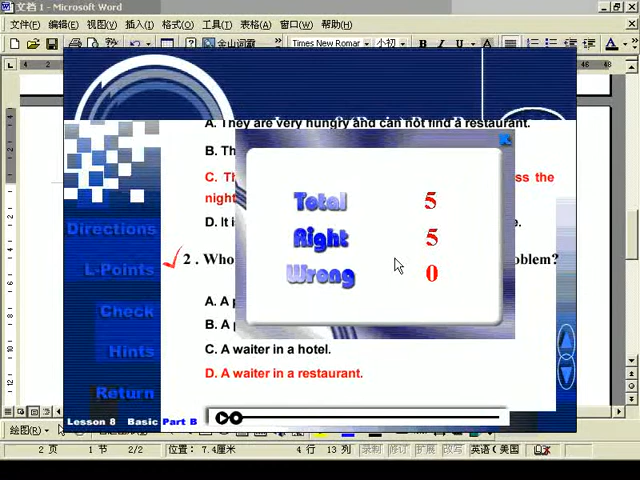 文档 1 - Microsoft Word
文件(F) 编辑(E) 视图(V) 插入(I) 格式(O) 工具(T) 表格(A) 窗口(W) 帮助(H)
金山词霸 Times New Romar 小初 B I U A
46 48
A. They are very hungry and can not find a restaurant.
B. Th
C. Th ss the
night
D. It i e.
Total 5
Right 5
Wrong 0
2 . Who oblem?
A. A p
B. A p
C. A waiter in a hotel.
D. A waiter in a restaurant.
Directions
L-Points
Check
Hints
Return
Lesson 8 Basic Part B
绘图(R)
2 页 1 节 2/2 位置: 7.4厘米 4 行 13 列 录制 修订 扩展 改写 英语(美国